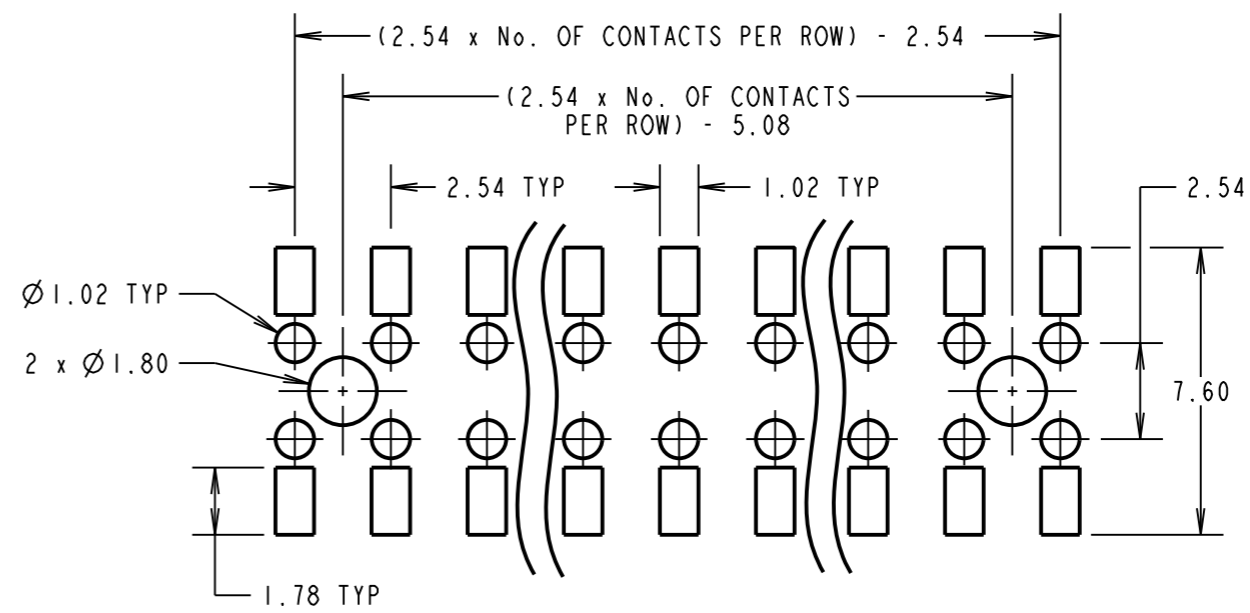 (2.54 x No. OF CONTACTS PER ROW) - 2.54
(2.54 x No. OF CONTACTS
PER ROW) - 5.08
2.54 TYP
1.02 TYP
2.54
Ø1.02 TYP
2 x Ø1.80
7.60
1.78 TYP